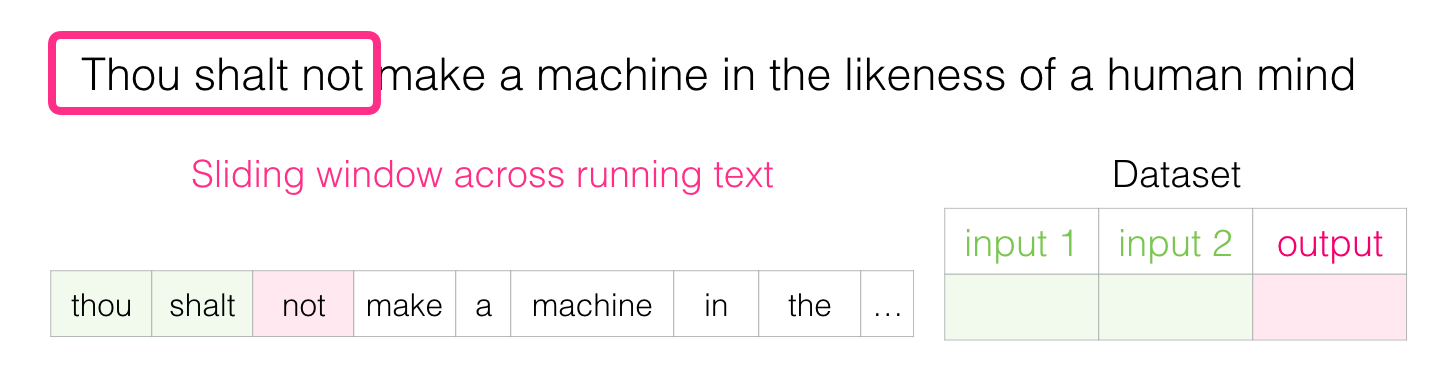 Thou shalt not make a machine in the likeness of a human mind
Sliding window across running text
Dataset
input 1 input 2 output
thou shalt not make a machine in the ...